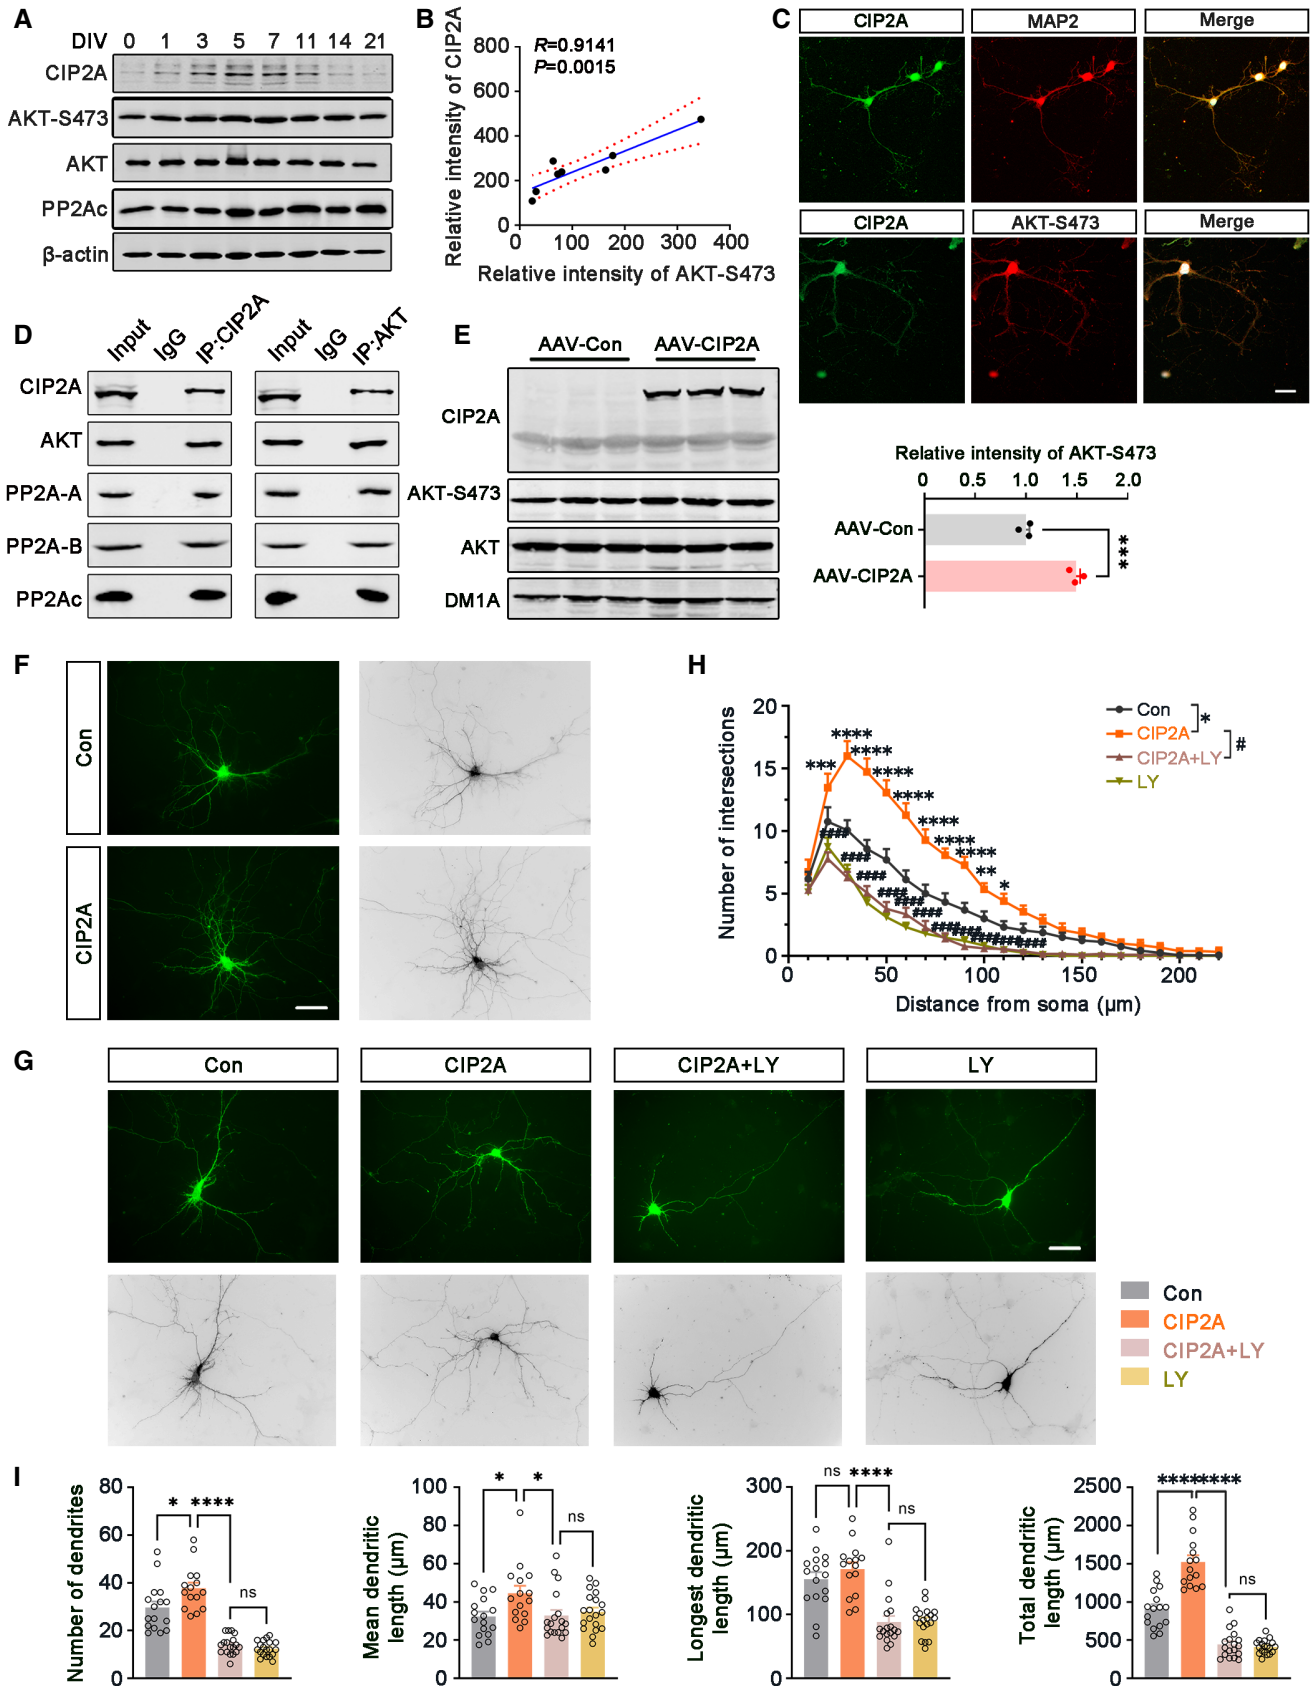 A
DIV 0 1 3 5 7 11 14 21
CIP2A
AKT-S473
AKT
PP2Ac
β-actin
B
Relative intensity of CIP2A
800
600
400
200
0
R=0.9141
P=0.0015
0 100 200 300 400
Relative intensity of AKT-S473
C
CIP2A MAP2 Merge
CIP2A AKT-S473 Merge
D
Input IgG IP:CIP2A Input IgG IP:AKT
CIP2A
AKT
PP2A-A
PP2A-B
PP2Ac
E
AAV-Con AAV-CIP2A
CIP2A
AKT-S473
AKT
DM1A
Relative intensity of AKT-S473
0 0.5 1.0 1.5 2.0
AAV-Con
AAV-CIP2A
***
F
Con
CIP2A
H
Number of intersections
20
15
10
5
0
0 50 100 150 200
Distance from soma (μm)
Con
CIP2A
CIP2A+LY
LY
*
#
***
****
****
****
****
****
****
****
**
*
####
####
####
####
####
####
####
####
####
####
####
G
Con CIP2A CIP2A+LY LY
Con
CIP2A
CIP2A+LY
LY
I
Number of dendrites
80
60
40
20
0
* **** ns
Mean dendritic
length (μm)
100
80
60
40
20
0
* * ns
Longest dendritic
length (μm)
300
200
100
0
ns **** ns
Total dendritic
length (μm)
2500
2000
1500
1000
500
0
**** **** ns